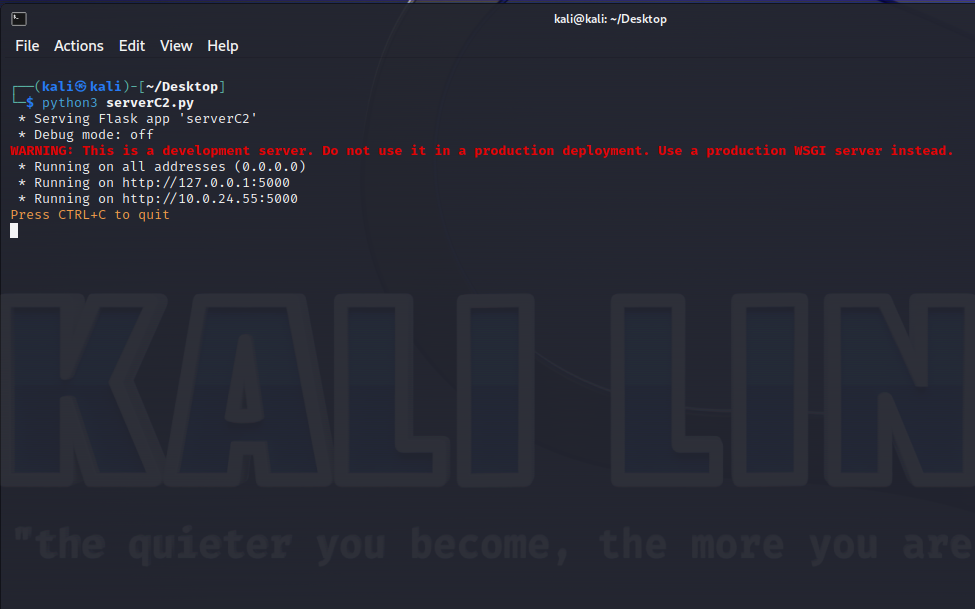 kali@kali: ~/Desktop
File Actions Edit View Help
┌──(kali㉿kali)-[~/Desktop]
└─$ python3 serverC2.py
* Serving Flask app 'serverC2'
* Debug mode: off
WARNING: This is a development server. Do not use it in a production deployment. Use a production WSGI server instead.
* Running on all addresses (0.0.0.0)
* Running on http://127.0.0.1:5000
* Running on http://10.0.24.55:5000
Press CTRL+C to quit
KALI LIN
"the quieter you become, the more you are